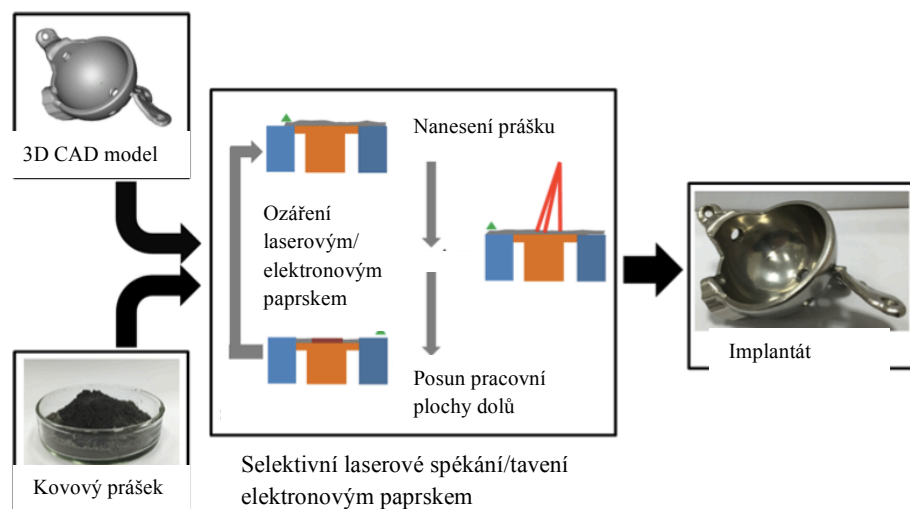 3D CAD model
Nanesení prášku
Ozáření
laserovým/
elektronovým
paprskem
Posun pracovní
plochy dolů
Kovový prášek
Selektivní laserové spékání/tavení
elektronovým paprskem
Implantát